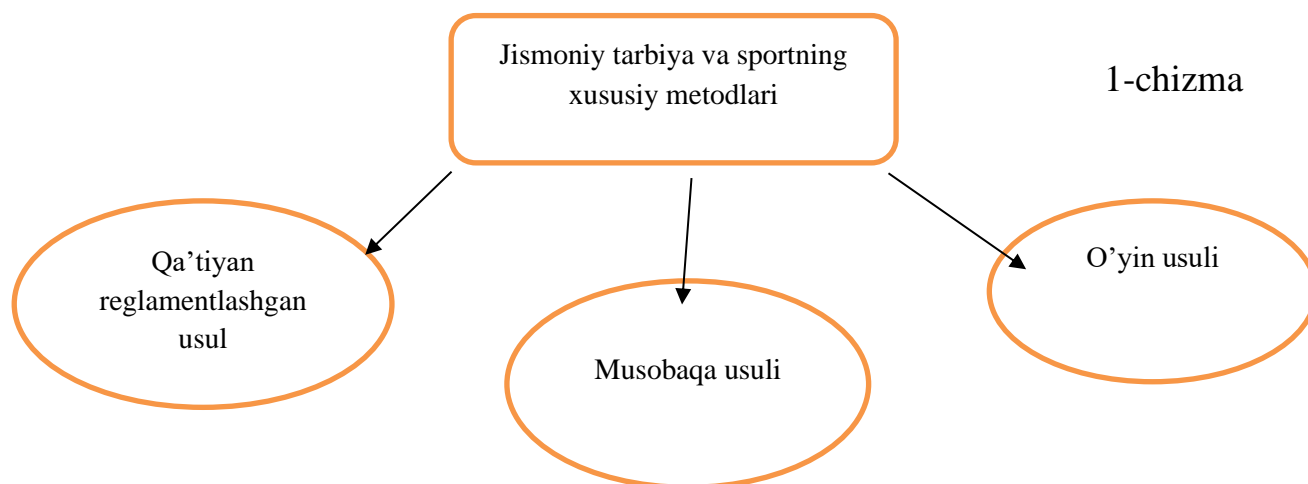 Jismoniy tarbiya va sportning
xususiy metodlari
1-chizma
Qa’tiyan
reglamentlashgan
usul
Musobaqa usuli
O’yin usuli